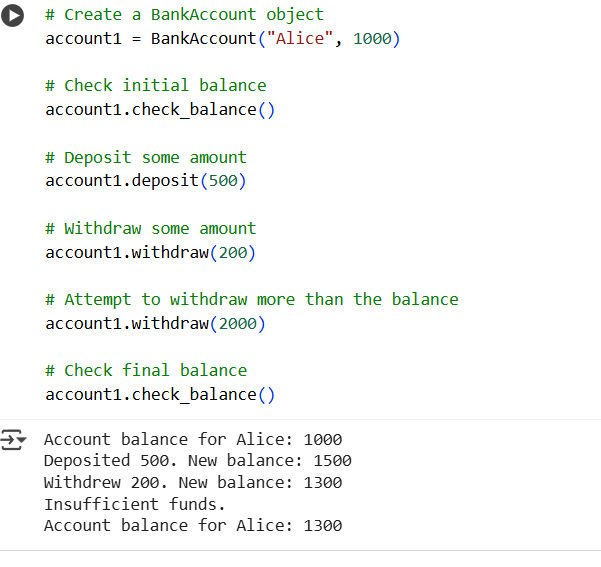 # Create a BankAccount object
account1 = BankAccount("Alice", 1000)
# Check initial balance
account1.check_balance()
# Deposit some amount
account1.deposit(500)
# Withdraw some amount
account1.withdraw(200)
# Attempt to withdraw more than the balance
account1.withdraw(2000)
# Check final balance
account1.check_balance()
Account balance for Alice: 1000
Deposited 500. New balance: 1500
Withdrew 200. New balance: 1300
Insufficient funds.
Account balance for Alice: 1300